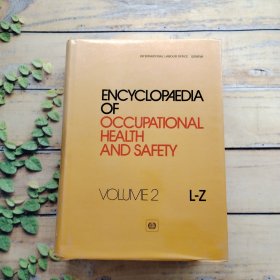 INTERNATIONAL LABOUR OFFICE GENEVA
ENCYCLOPAEDIA
OF
OCCUPATIONAL
HEALTH
AND SAFETY
VOLUME 2 L-Z